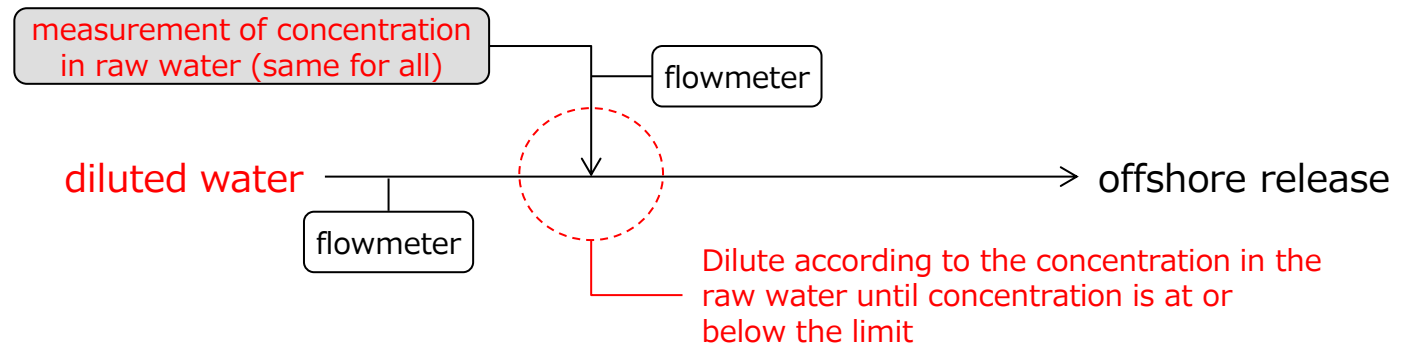 measurement of concentration
in raw water (same for all)
flowmeter
diluted water
offshore release
flowmeter
Dilute according to the concentration in the
raw water until concentration is at or
below the limit